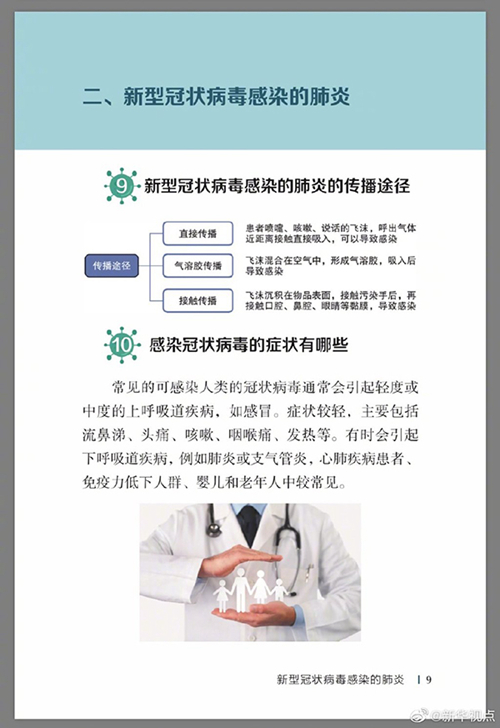 二、新型冠状病毒感染的肺炎
9 新型冠状病毒感染的肺炎的传播途径
传播途径
直接传播
患者喷嚏、咳嗽、说话的飞沫，呼出气体
近距离接触直接吸入，可以导致感染
气溶胶传播
飞沫混合在空气中，形成气溶胶，吸入后
导致感染
接触传播
飞沫沉积在物品表面，接触污染手后，再
接触口腔、鼻腔、眼睛等黏膜，导致感染
10 感染冠状病毒的症状有哪些
常见的可感染人类的冠状病毒通常会引起轻度或
中度的上呼吸道疾病，如感冒。症状较轻，主要包括
流鼻涕、头痛、咳嗽、咽喉痛、发热等。有时会引起
下呼吸道疾病，例如肺炎或支气管炎，心肺疾病患者、
免疫力低下人群、婴儿和老年人中较常见。
新型冠状病毒感染的肺炎 | 9
@新华视点